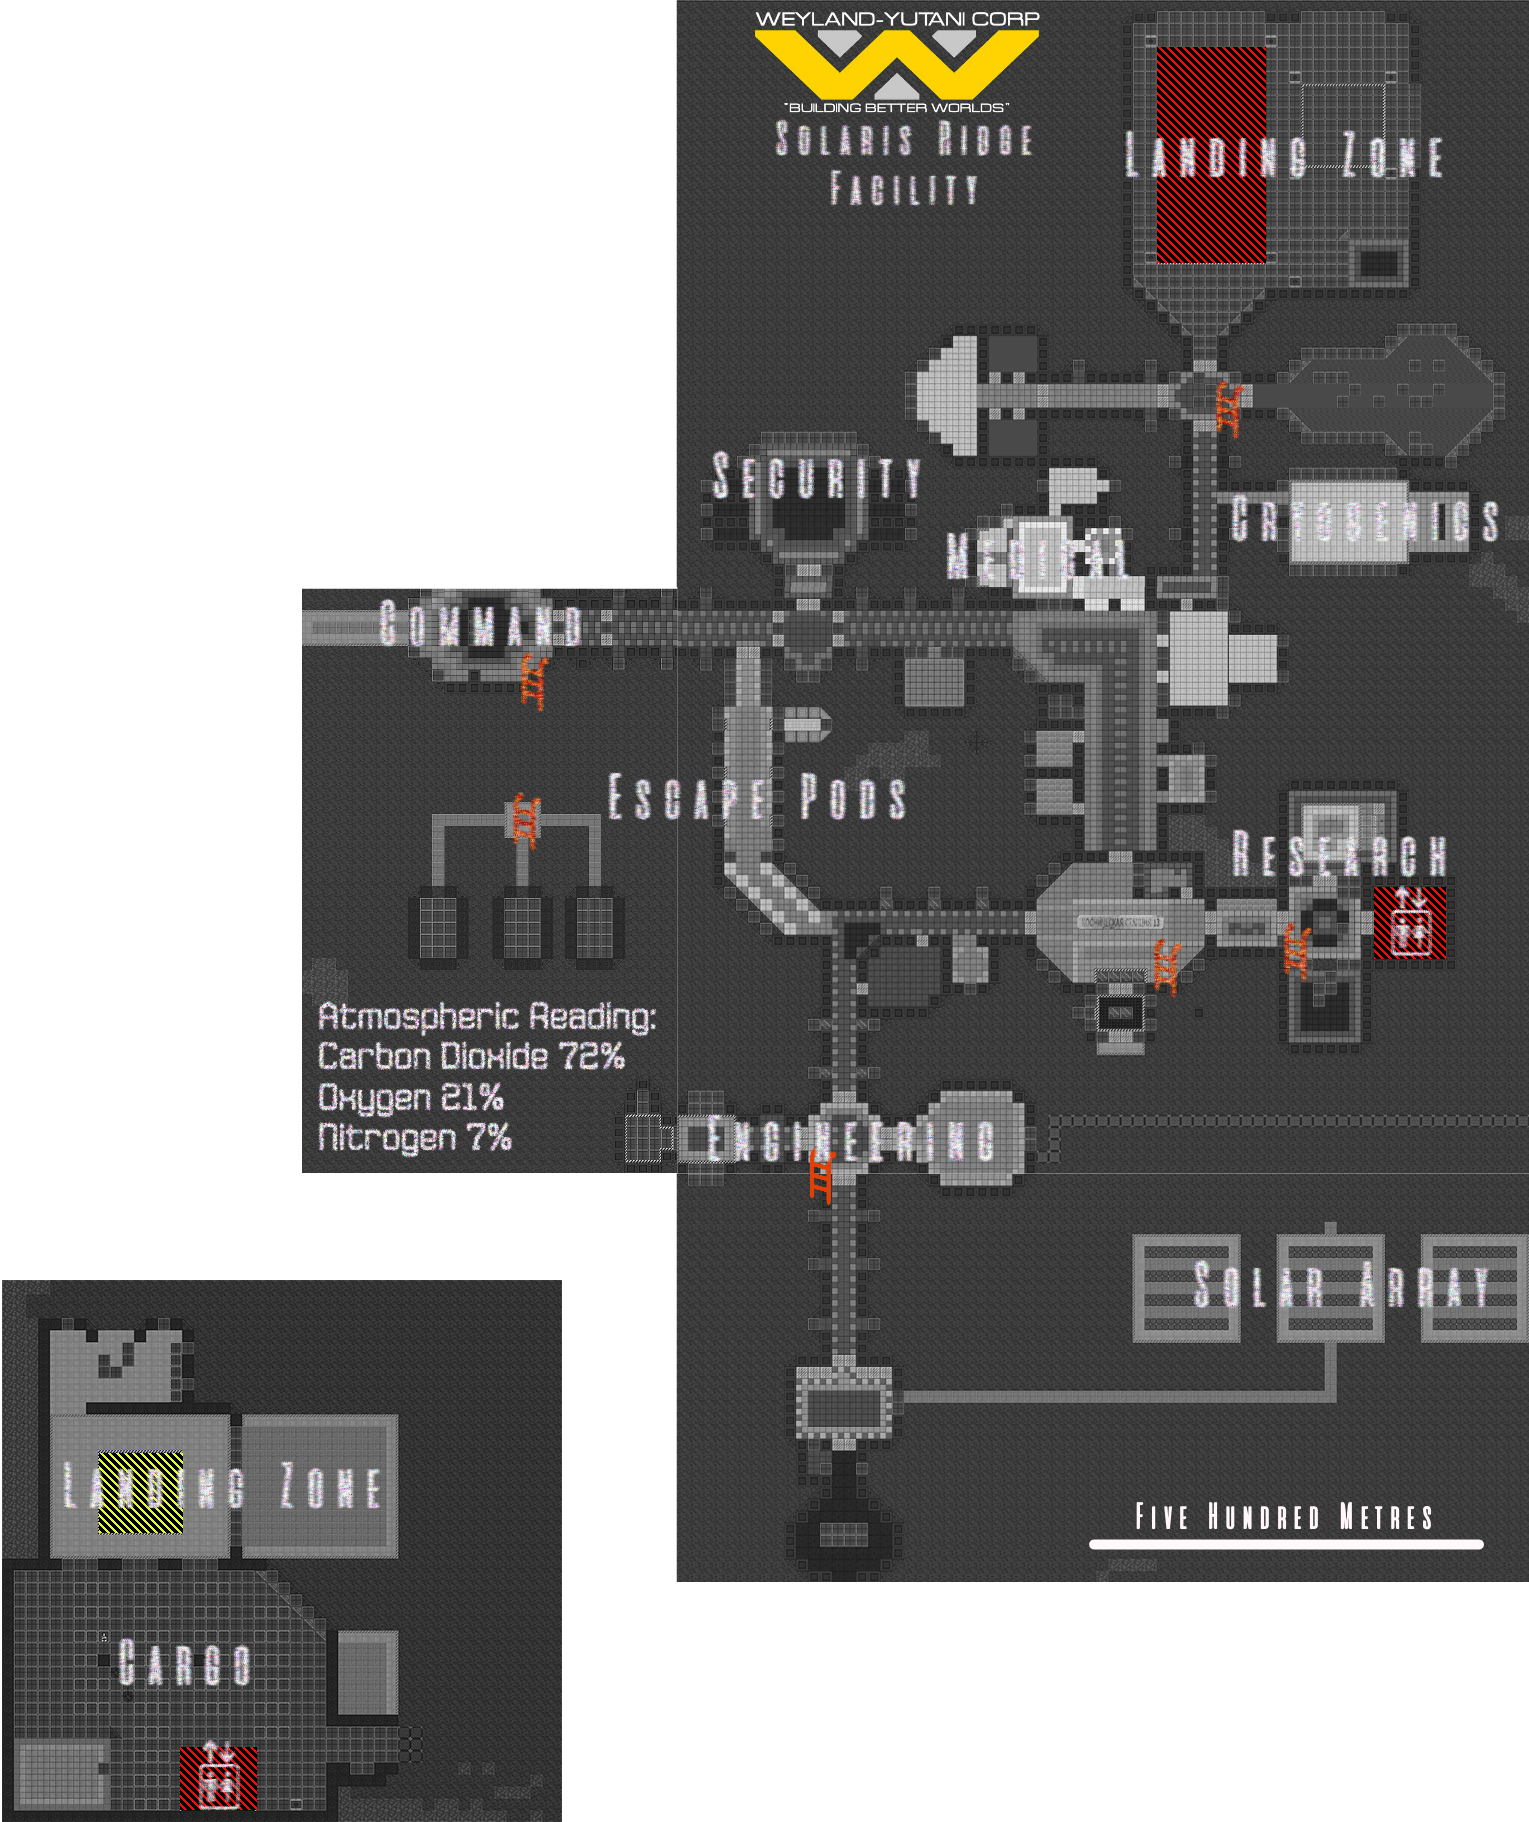 WEYLAND-YUTANI CORP
"BUILDING BETTER WORLDS"
SOLARIS RIDGE
FACILITY
LANDING ZONE
SECURITY
CRYOGENICS
MEDICAL
COMMAND
ESCAPE PODS
RESEARCH
Atmospheric Reading:
Carbon Dioxide 72%
Oxygen 21%
Nitrogen 7%
ENGINEERING
SOLAR ARRAY
LANDING ZONE
FIVE HUNDRED METRES
CARGO